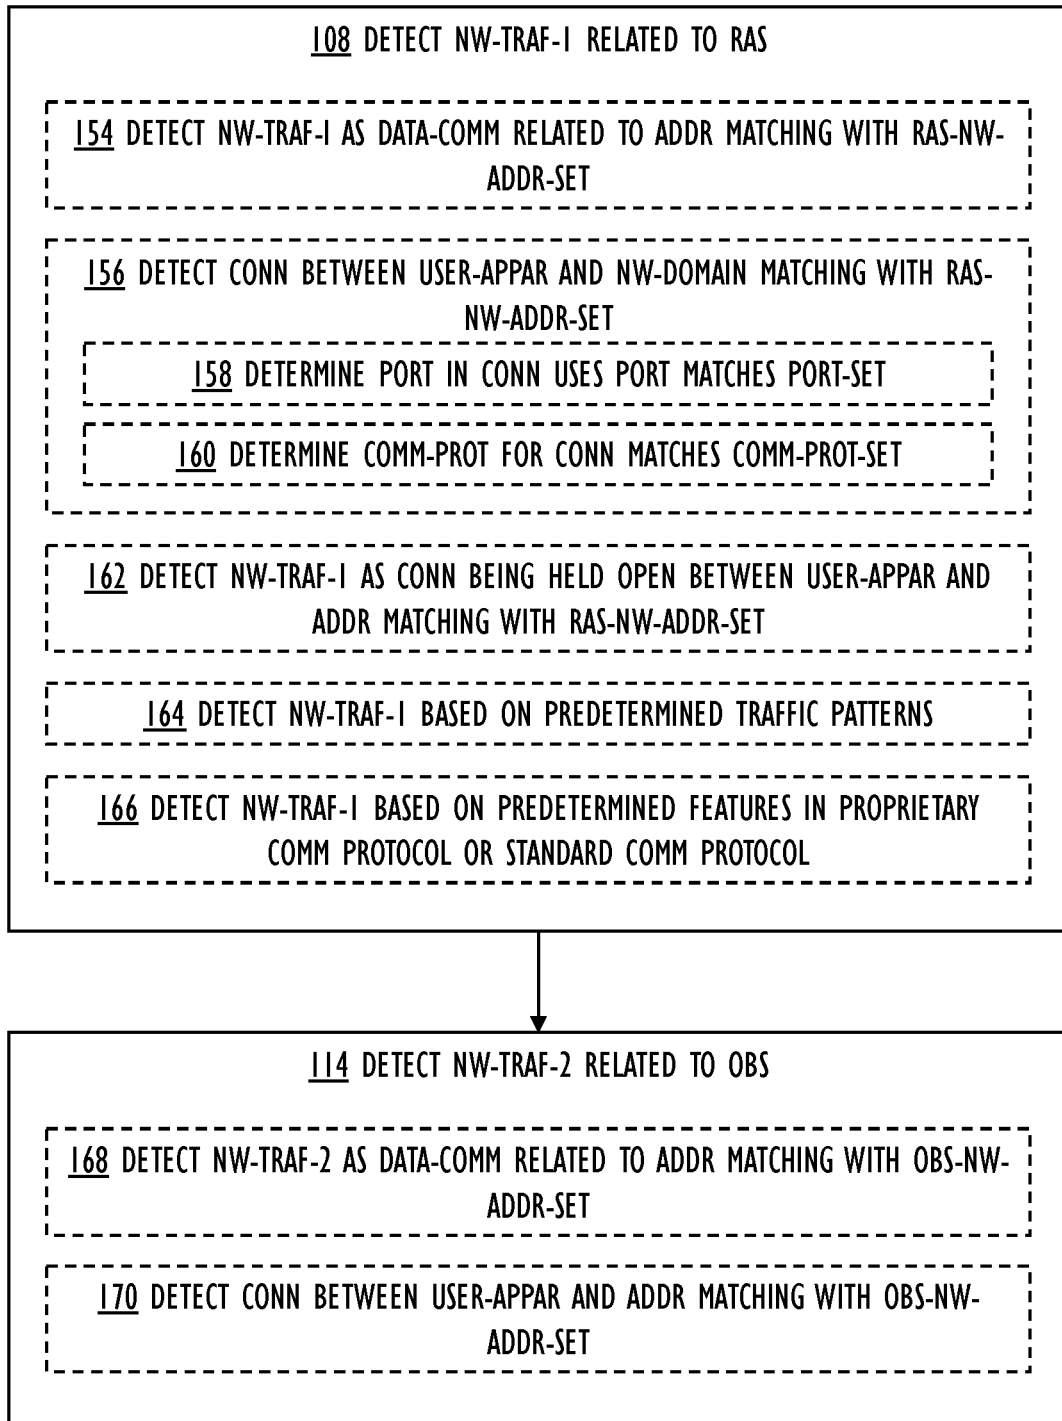 108 DETECT NW-TRAF-1 RELATED TO RAS
154 DETECT NW-TRAF-1 AS DATA-COMM RELATED TO ADDR MATCHING WITH RAS-NW-
ADDR-SET
156 DETECT CONN BETWEEN USER-APPAR AND NW-DOMAIN MATCHING WITH RAS-
NW-ADDR-SET
158 DETERMINE PORT IN CONN USES PORT MATCHES PORT-SET
160 DETERMINE COMM-PROT FOR CONN MATCHES COMM-PROT-SET
162 DETECT NW-TRAF-1 AS CONN BEING HELD OPEN BETWEEN USER-APPAR AND
ADDR MATCHING WITH RAS-NW-ADDR-SET
164 DETECT NW-TRAF-1 BASED ON PREDETERMINED TRAFFIC PATTERNS
166 DETECT NW-TRAF-1 BASED ON PREDETERMINED FEATURES IN PROPRIETARY
COMM PROTOCOL OR STANDARD COMM PROTOCOL
114 DETECT NW-TRAF-2 RELATED TO OBS
168 DETECT NW-TRAF-2 AS DATA-COMM RELATED TO ADDR MATCHING WITH OBS-NW-
ADDR-SET
170 DETECT CONN BETWEEN USER-APPAR AND ADDR MATCHING WITH OBS-NW-
ADDR-SET